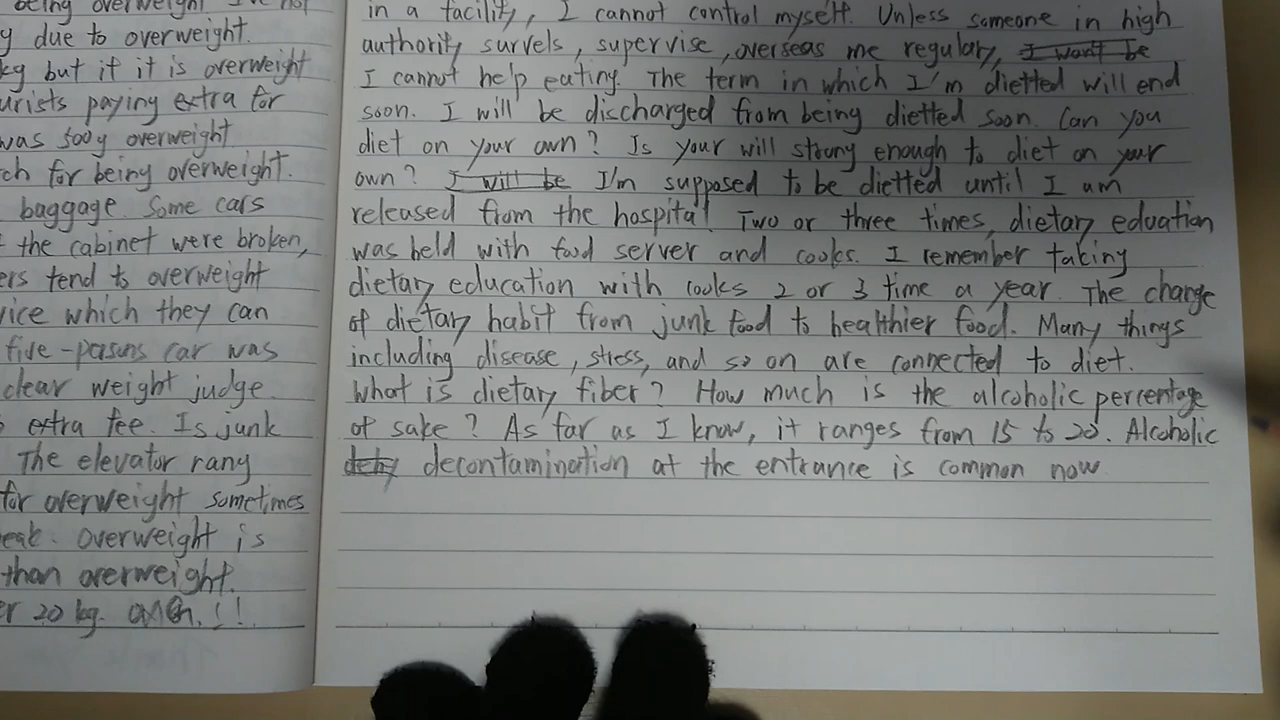 being overweight I've not
y due to overweight.
kg but if it is overweight
urists paying extra for
was 500g overweight
ch for being overweight.
baggage. Some cars
the cabinet were broken,
ers tend to overweight
vice which they can
five-persons car was
clear weight judge.
extra fee. Is junk
The elevator rang
for overweight sometimes
eak. overweight is
than overweight.
er 20 kg. !!
in a facility, I cannot control myself. Unless someone in high
authority survels, supervise, overseas me regulary, I won't be
I cannot help eating. The term in which I'm dietted will end
soon. I will be discharged from being dietted soon. Can you
diet on your own? Is your will strong enough to diet on your
own? I will be I'm supposed to be dietted until I am
released from the hospital. Two or three times, dietary eduation
was held with food server and cooks. I remember taking
dietary education with cooks 2 or 3 time a year. The change
of dietary habit from junk food to healthier food. Many things
including disease, stress, and so on are connected to diet.
What is dietary fiber? How much is the alcoholic percentage
of sake? As far as I know, it ranges from 15 to 20. Alcoholic
decontamination at the entrance is common now.